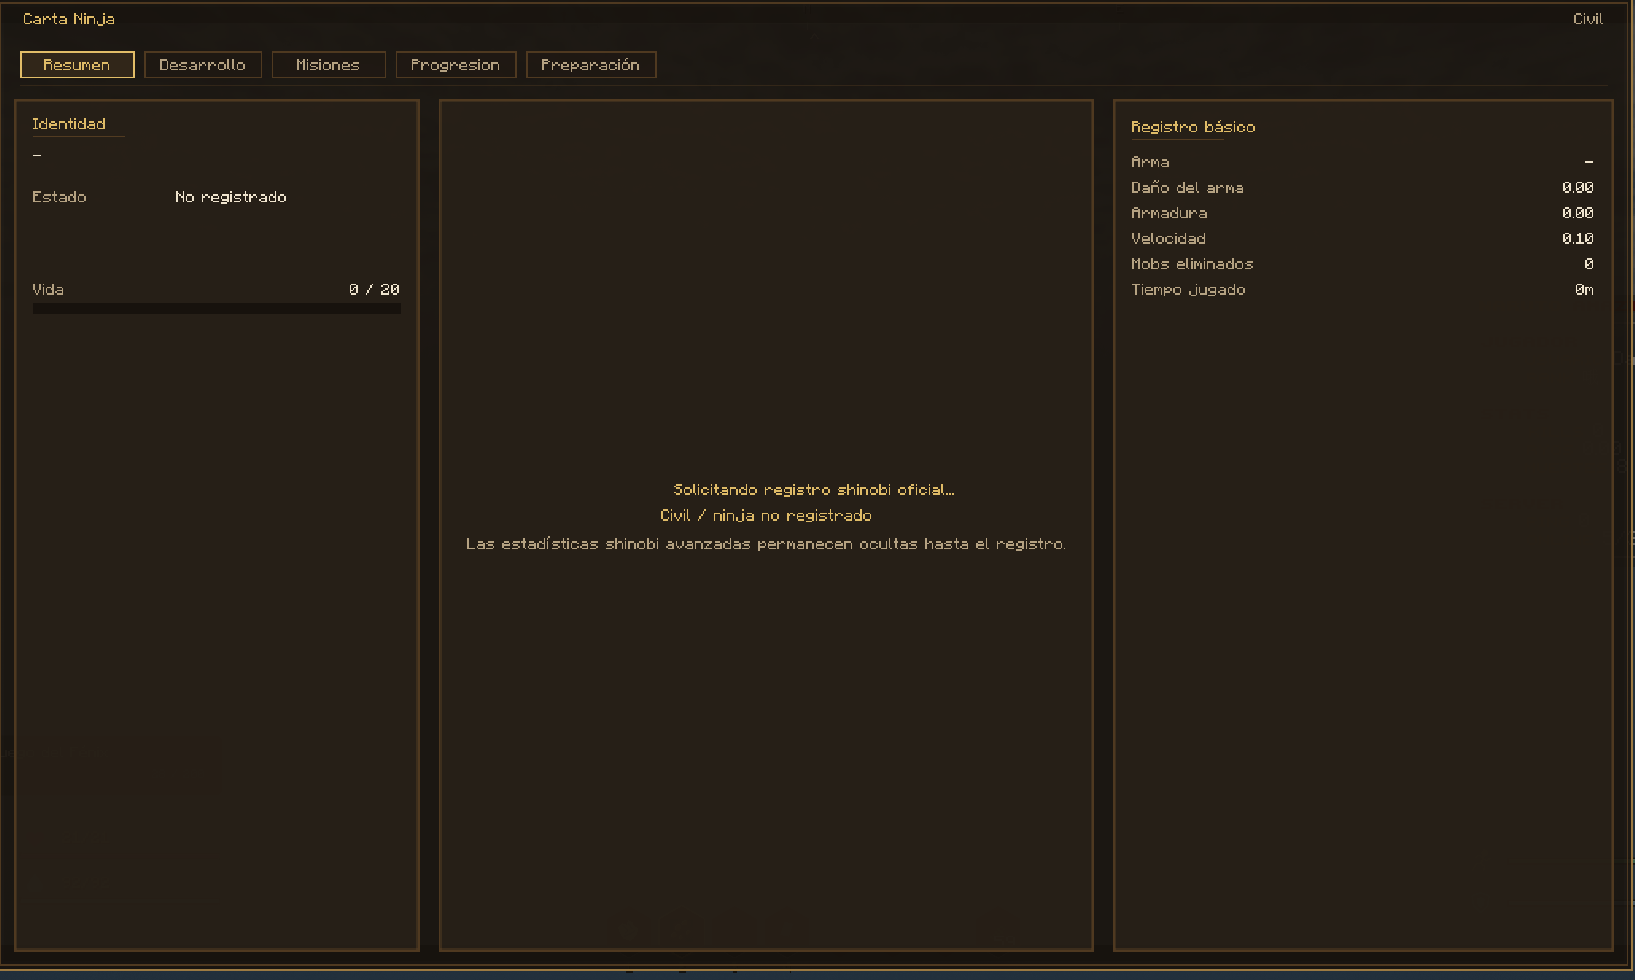 Carta Ninja
Civil
Resumen
Desarrollo
Misiones
Progresion
Preparación
Identidad
-
Estado No registrado
Vida 0 / 20
Solicitando registro shinobi oficial...
Civil / ninja no registrado
Las estadísticas shinobi avanzadas permanecen ocultas hasta el registro.
Registro básico
Arma -
Daño del arma 0.00
Armadura 0.00
Velocidad 0.10
Mobs eliminados 0
Tiempo jugado 0m